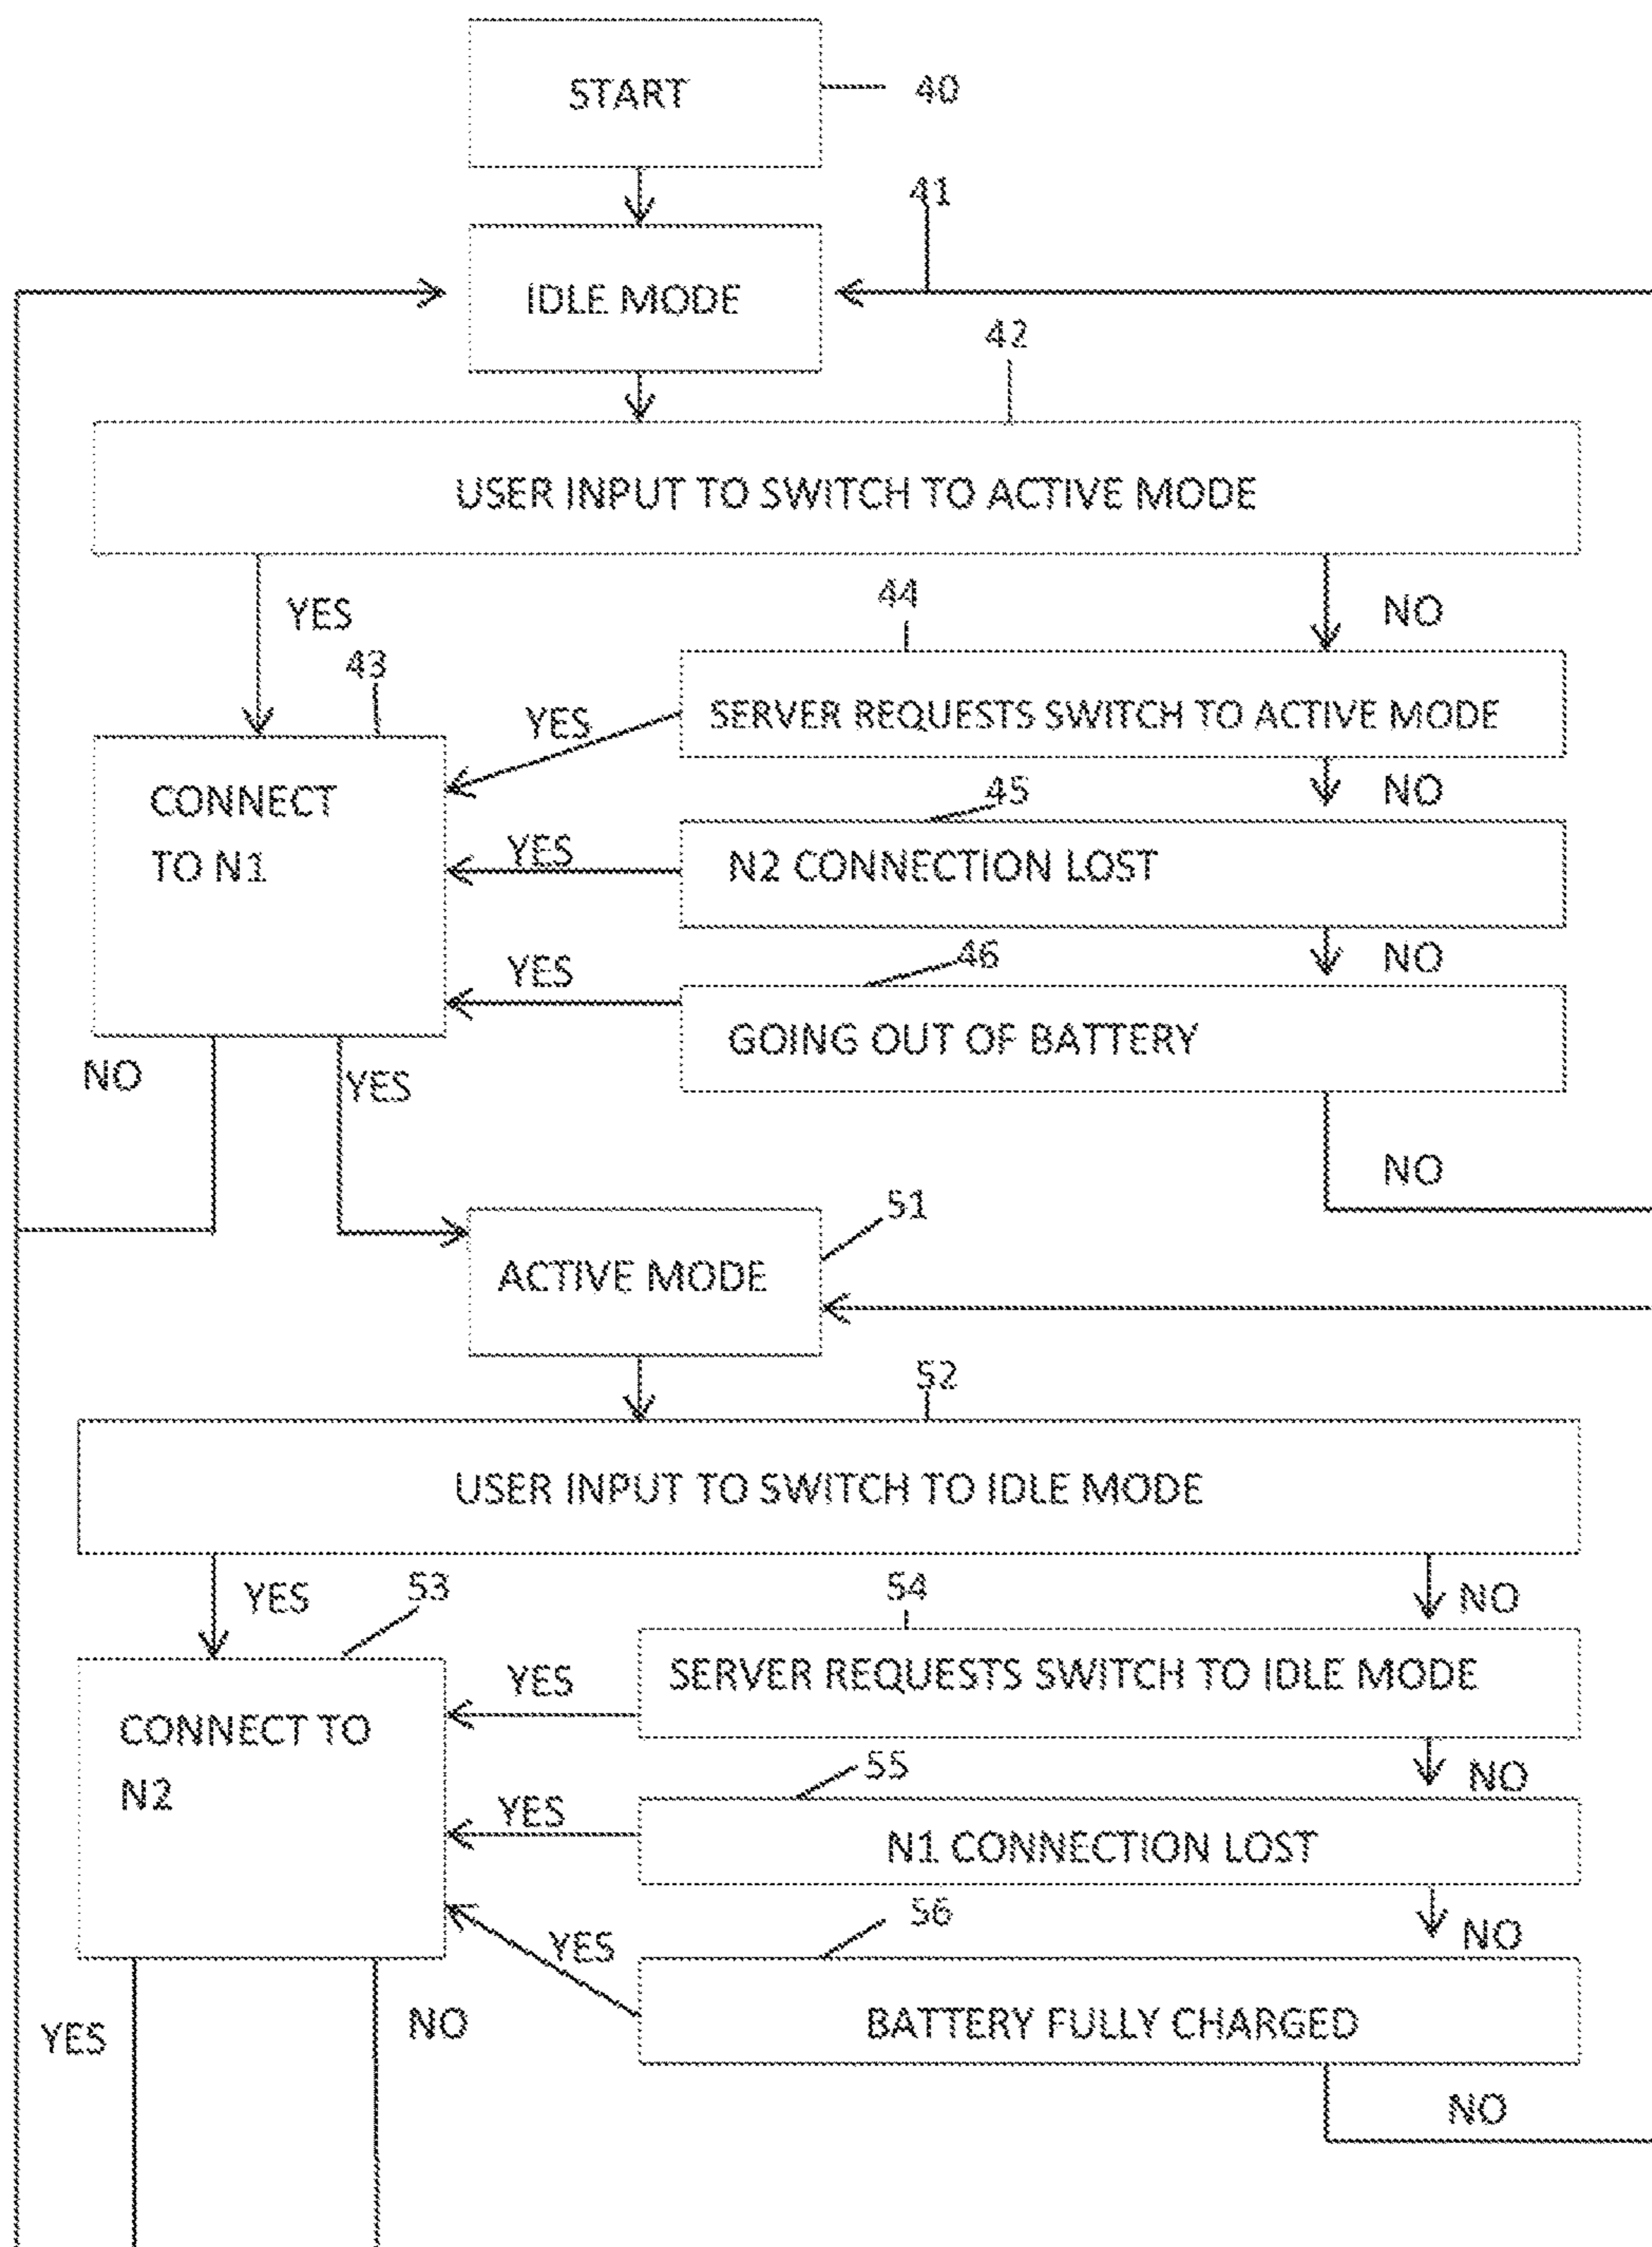 START
40
41
IDLE MODE
42
USER INPUT TO SWITCH TO ACTIVE MODE
YES
44
NO
43
YES
SERVER REQUESTS SWITCH TO ACTIVE MODE
CONNECT
TO N1
45
NO
YES
N2 CONNECTION LOST
46
NO
YES
GOING OUT OF BATTERY
NO
YES
NO
51
ACTIVE MODE
52
USER INPUT TO SWITCH TO IDLE MODE
YES
53
54
NO
YES
SERVER REQUESTS SWITCH TO IDLE MODE
CONNECT TO
N2
55
NO
YES
N1 CONNECTION LOST
56
NO
YES
BATTERY FULLY CHARGED
YES
NO
NO